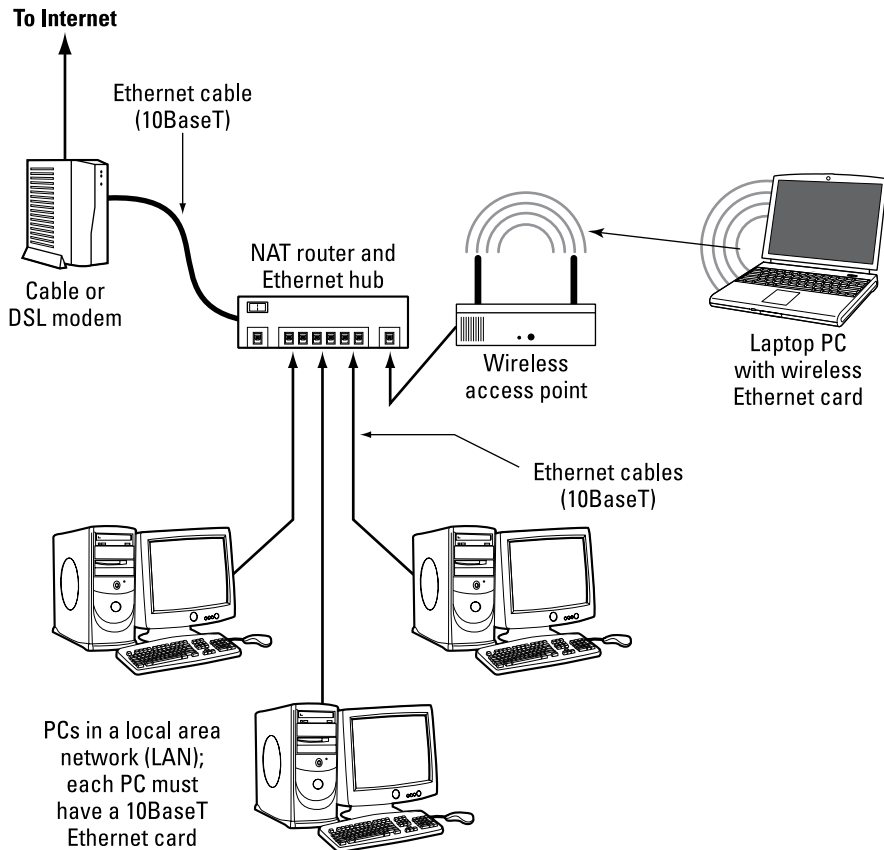 To Internet
Ethernet cable
(10BaseT)
NAT router and
Ethernet hub
Cable or
DSL modem
Wireless
access point
Laptop PC
with wireless
Ethernet card
Ethernet cables
(10BaseT)
PCs in a local area
network (LAN);
each PC must
have a 10BaseT
Ethernet card